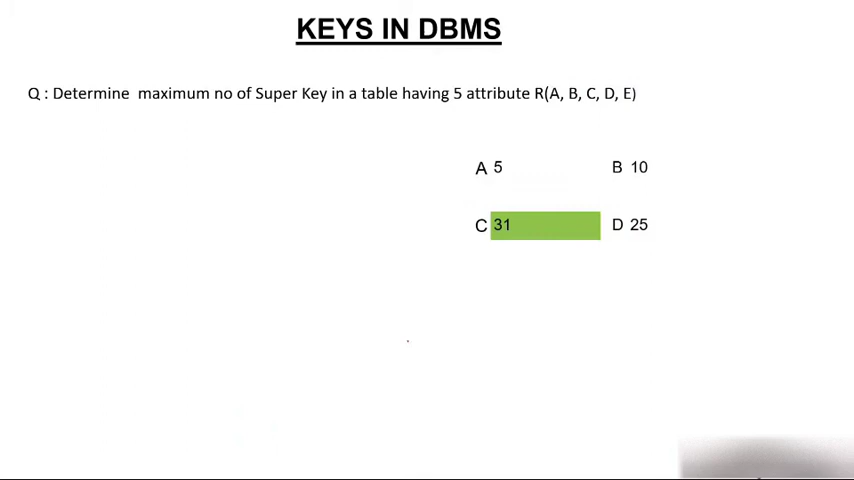 KEYS IN DBMS
Q : Determine maximum no of Super Key in a table having 5 attribute R(A, B, C, D, E)
A 5 B 10
C 31 D 25